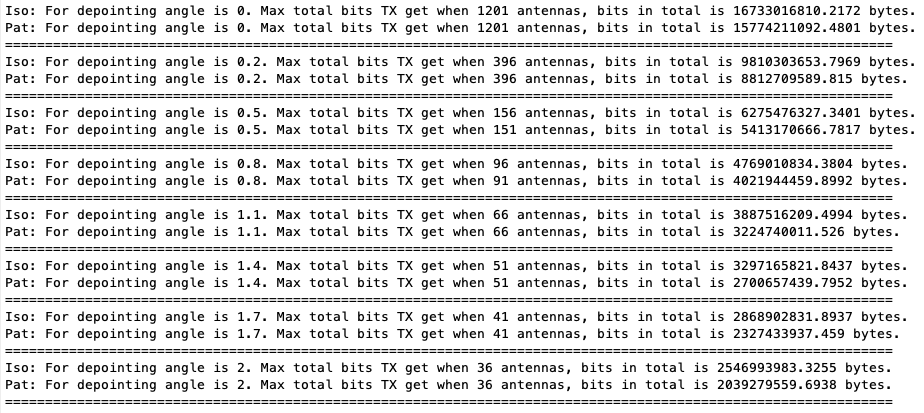 Iso: For depointing angle is 0. Max total bits TX get when 1201 antennas, bits in total is 16733016810.2172 bytes.
Pat: For depointing angle is 0. Max total bits TX get when 1201 antennas, bits in total is 15774211092.4801 bytes.
================================================================================================================
Iso: For depointing angle is 0.2. Max total bits TX get when 396 antennas, bits in total is 9810303653.7969 bytes.
Pat: For depointing angle is 0.2. Max total bits TX get when 396 antennas, bits in total is 8812709589.815 bytes.
================================================================================================================
Iso: For depointing angle is 0.5. Max total bits TX get when 156 antennas, bits in total is 6275476327.3401 bytes.
Pat: For depointing angle is 0.5. Max total bits TX get when 151 antennas, bits in total is 5413170666.7817 bytes.
================================================================================================================
Iso: For depointing angle is 0.8. Max total bits TX get when 96 antennas, bits in total is 4769010834.3804 bytes.
Pat: For depointing angle is 0.8. Max total bits TX get when 91 antennas, bits in total is 4021944459.8992 bytes.
================================================================================================================
Iso: For depointing angle is 1.1. Max total bits TX get when 66 antennas, bits in total is 3887516209.4994 bytes.
Pat: For depointing angle is 1.1. Max total bits TX get when 66 antennas, bits in total is 3224740011.526 bytes.
================================================================================================================
Iso: For depointing angle is 1.4. Max total bits TX get when 51 antennas, bits in total is 3297165821.8437 bytes.
Pat: For depointing angle is 1.4. Max total bits TX get when 51 antennas, bits in total is 2700657439.7952 bytes.
================================================================================================================
Iso: For depointing angle is 1.7. Max total bits TX get when 41 antennas, bits in total is 2868902831.8937 bytes.
Pat: For depointing angle is 1.7. Max total bits TX get when 41 antennas, bits in total is 2327433937.459 bytes.
================================================================================================================
Iso: For depointing angle is 2. Max total bits TX get when 36 antennas, bits in total is 2546993983.3255 bytes.
Pat: For depointing angle is 2. Max total bits TX get when 36 antennas, bits in total is 2039279559.6938 bytes.
================================================================================================================